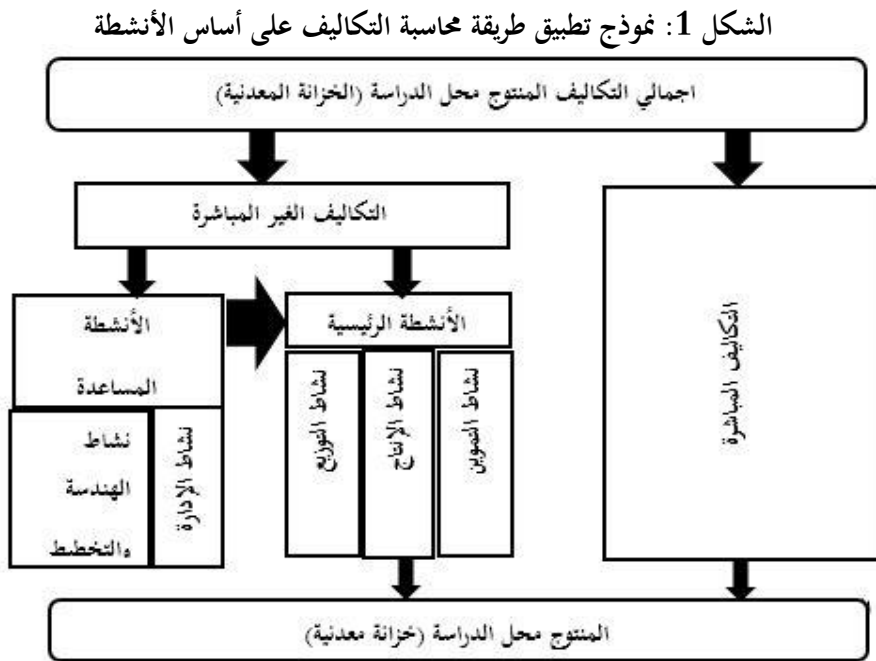 الشكل 1: نموذج تطبيق طريقة محاسبة التكاليف على أساس الأنشطة
اجمالي التكاليف المنتوج محل الدراسة (الخزانة المعدنية)
التكاليف الغير المباشرة
التكاليف المباشرة
الأنشطة الرئيسية
الأنشطة
المساعدة
نشاط التموين
نشاط الإنتاج
نشاط التوزيع
نشاط الإدارة
نشاط
الهندسة
والتخطيط
المنتوج محل الدراسة (خزانة معدنية)